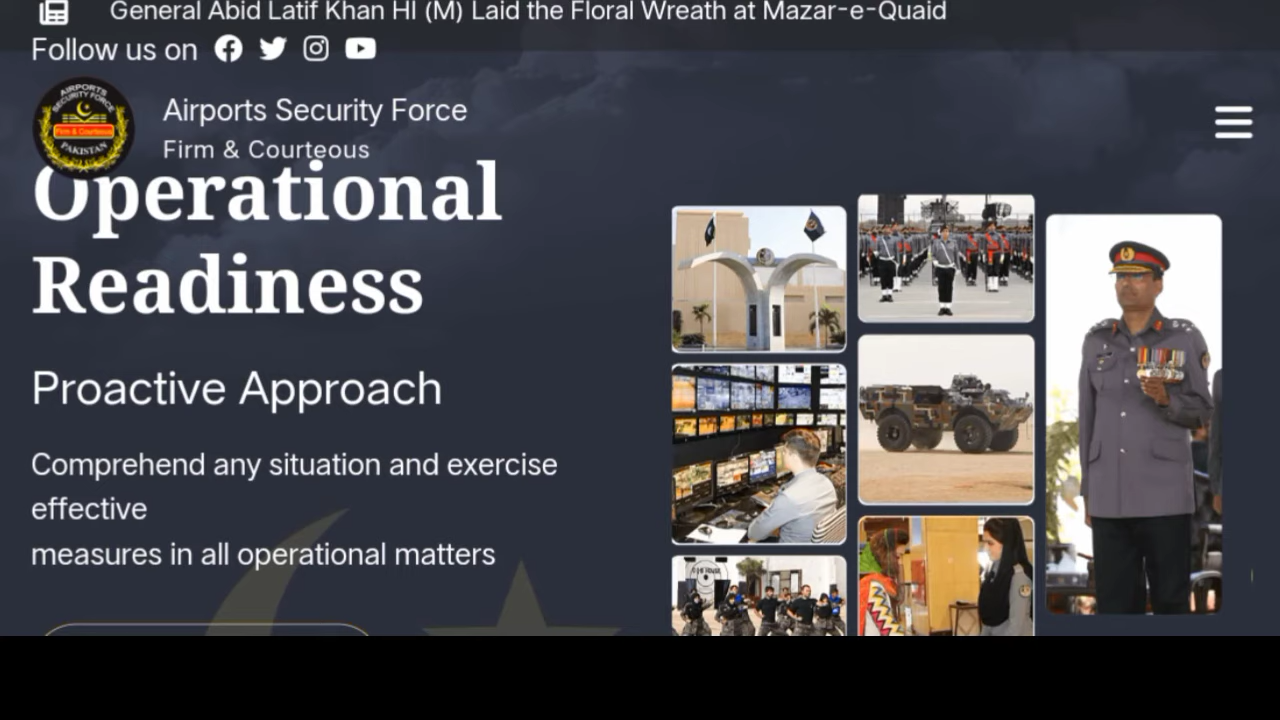 General Abid Latif Khan HI (M) Laid the Floral Wreath at Mazar-e-Quaid
Follow us on
AIRPORTS
SECURITY FORCE
Firm & Courteous
PAKISTAN
Airports Security Force
Firm & Courteous
Operational
Readiness
Proactive Approach
Comprehend any situation and exercise
effective
measures in all operational matters